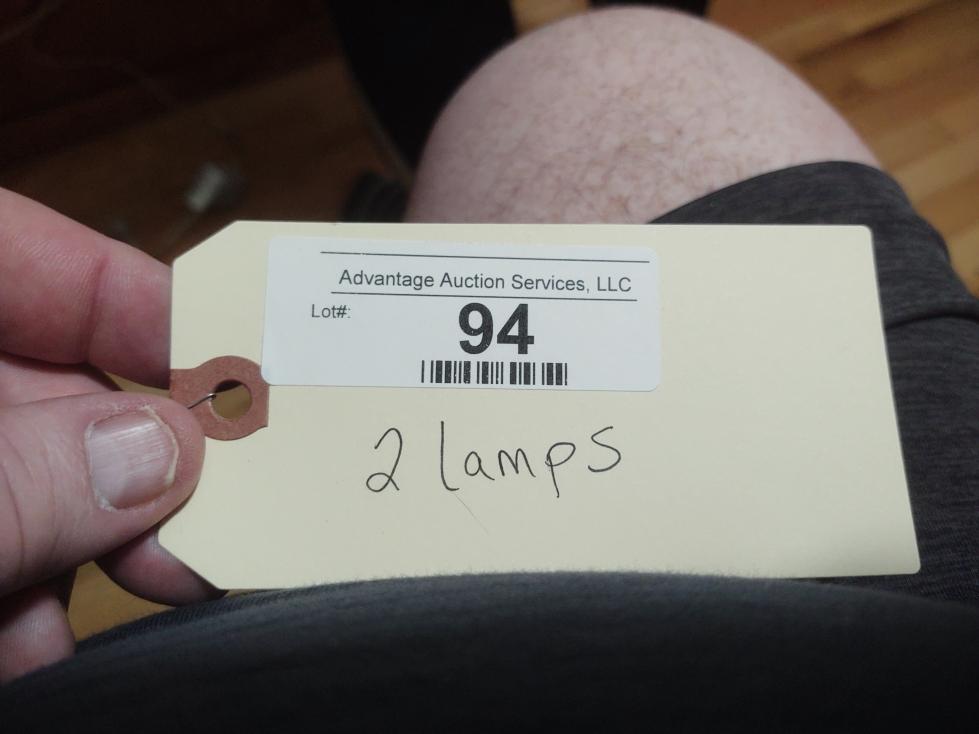 Advantage Auction Services, LLC
Lot#:
94
2 lamps